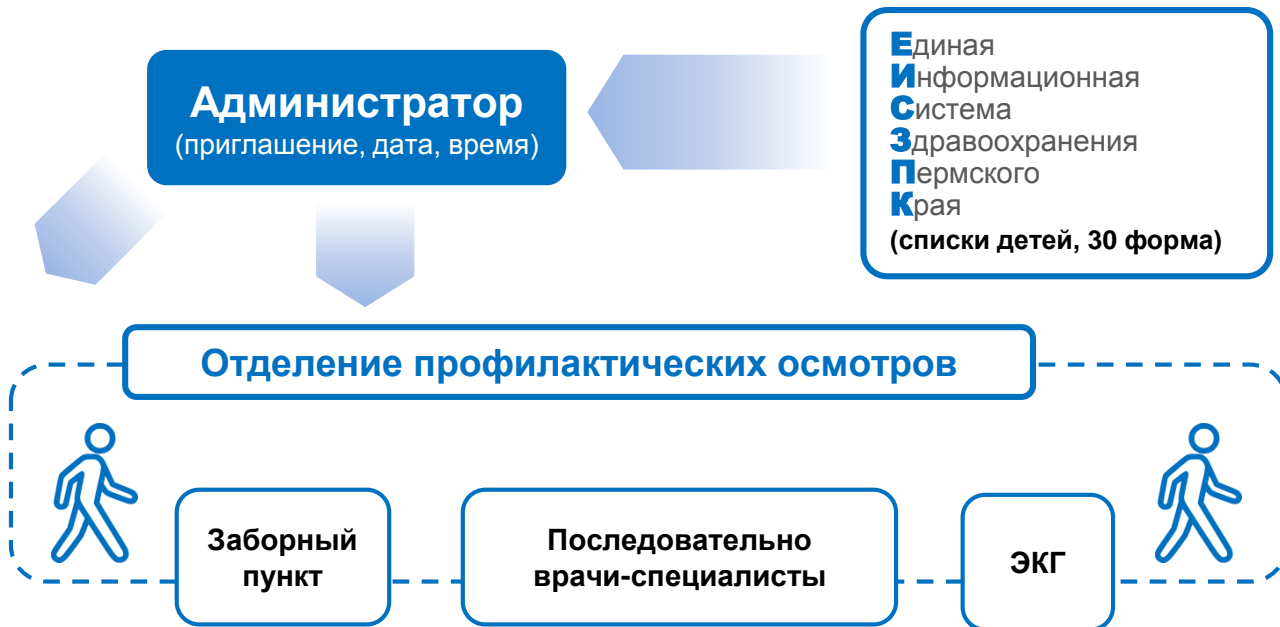 Администратор
(приглашение, дата, время)
Единая
Информационная
Система
Здравоохранения
Пермского
Края
(списки детей, 30 форма)
Отделение профилактических осмотров
Заборный
пункт
Последовательно
врачи-специалисты
ЭКГ